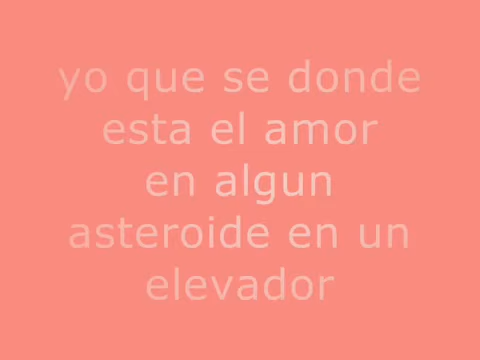 yo que se donde
esta el amor
en algun
asteroide en un
elevador